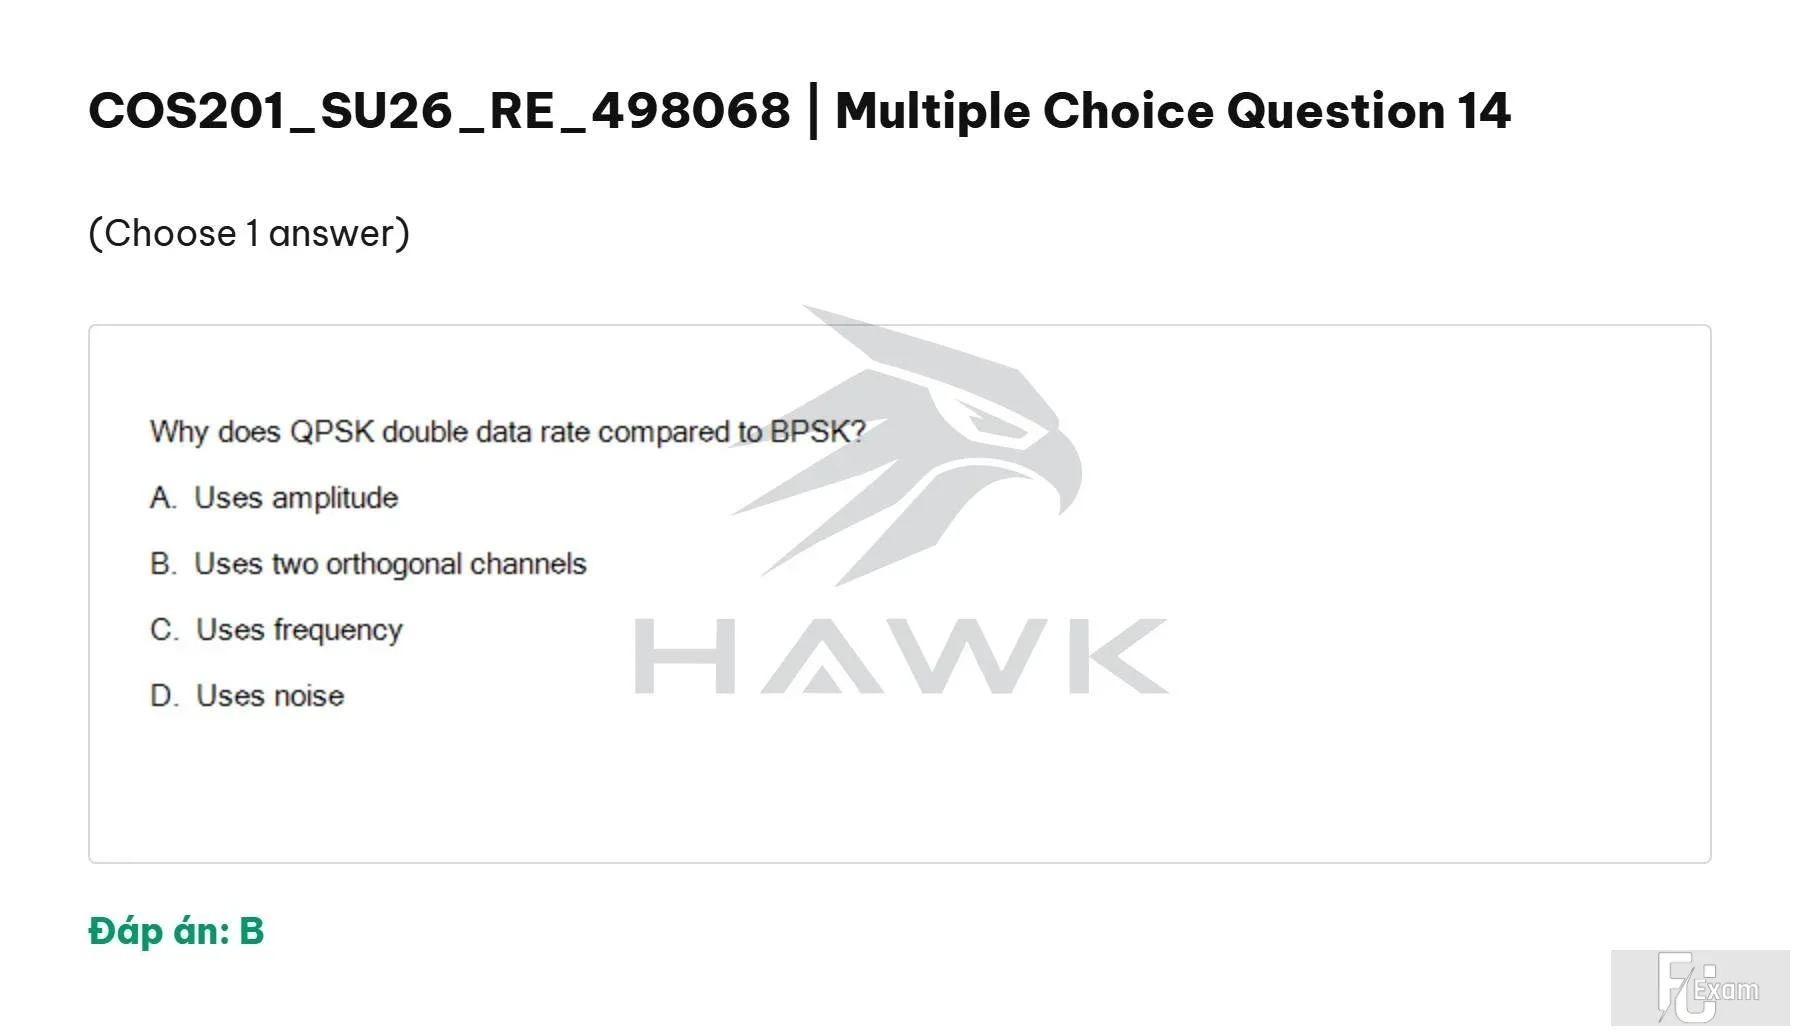 COS201_SU26_RE_498068 | Multiple Choice Question 14
(Choose 1 answer)
Why does QPSK double data rate compared to BPSK?
A. Uses amplitude
B. Uses two orthogonal channels
C. Uses frequency
D. Uses noise
HAWK
Đáp án: B
FU Exam